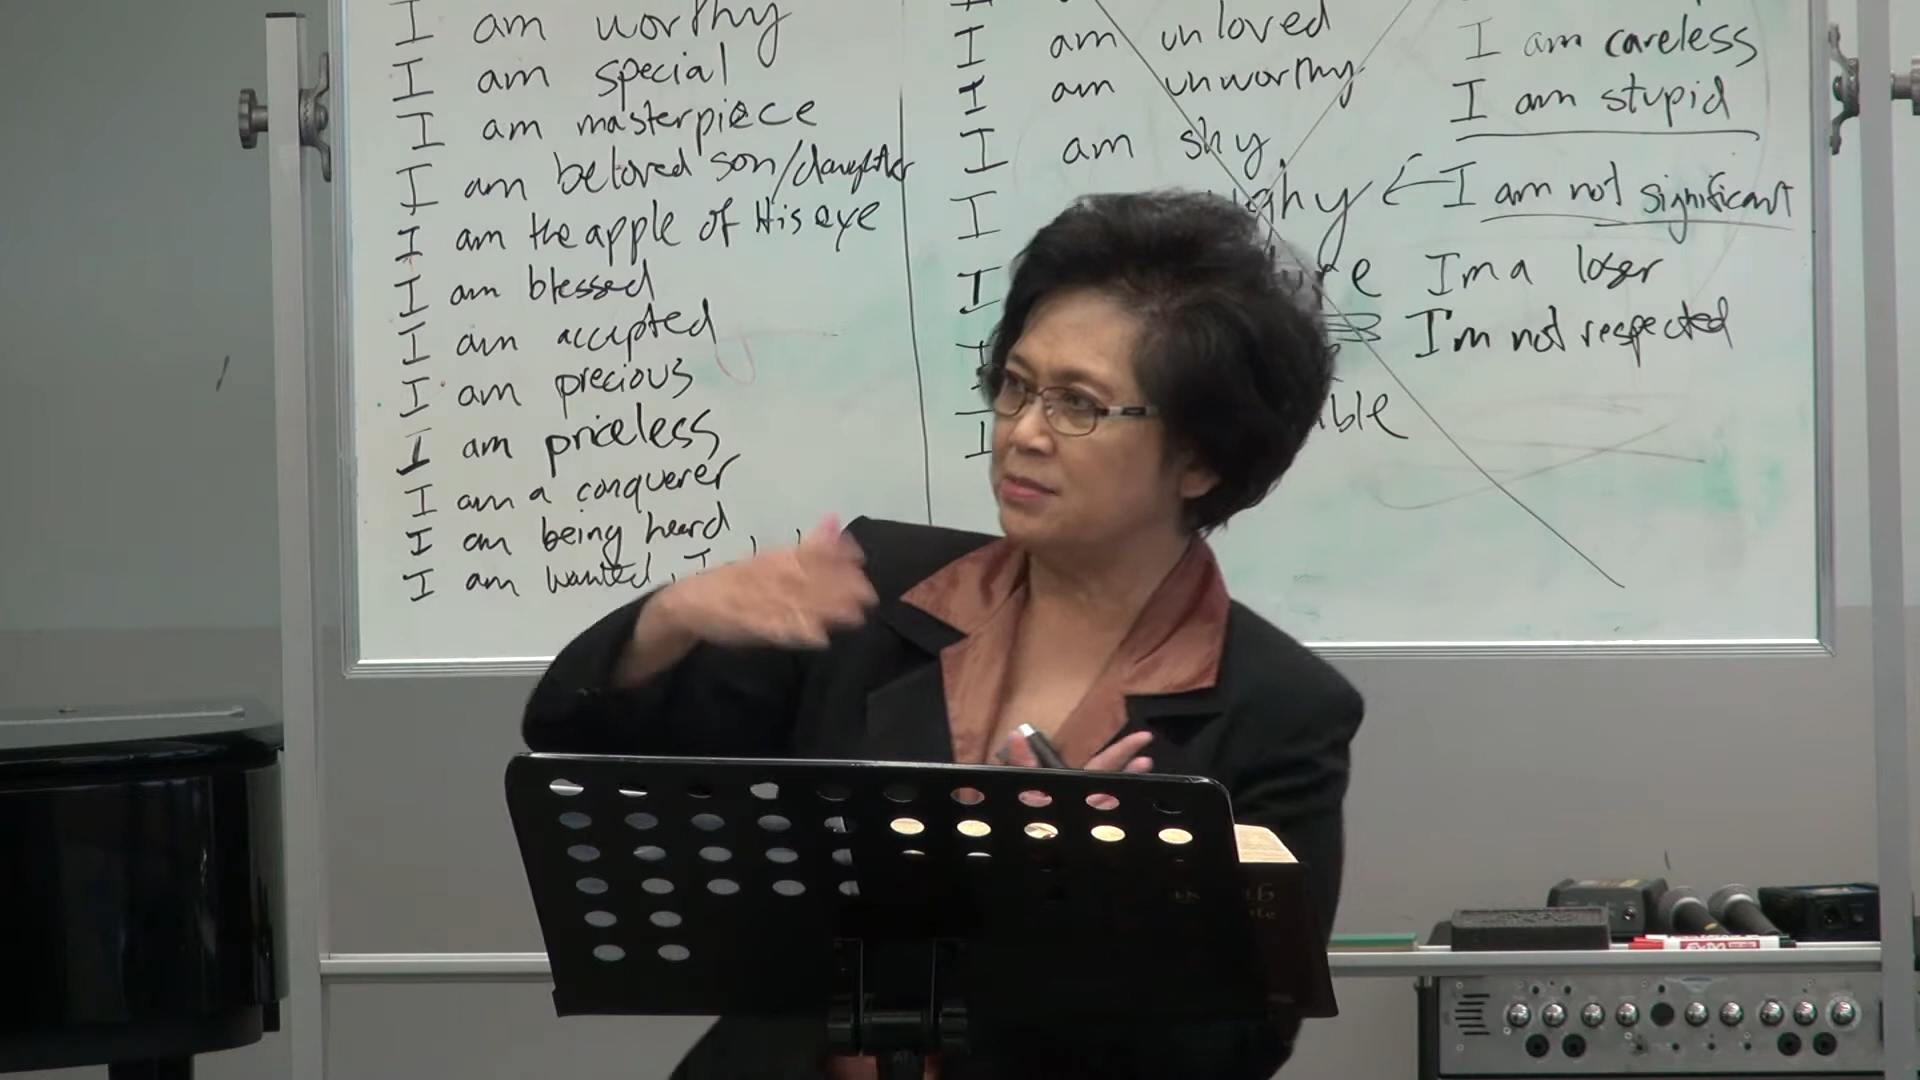 I am worthy
I am special
I am masterpiece
I am beloved son/daughter
I am the apple of His eye
I am blessed
I am accepted
I am precious
I am priceless
I am a conquerer
I am being heard
I am wanted, I
I am unloved
I am unworthy
I am shy
I
I
I
I
I am careless
I am stupid
I am not significant
I'm a loser
I'm not respected